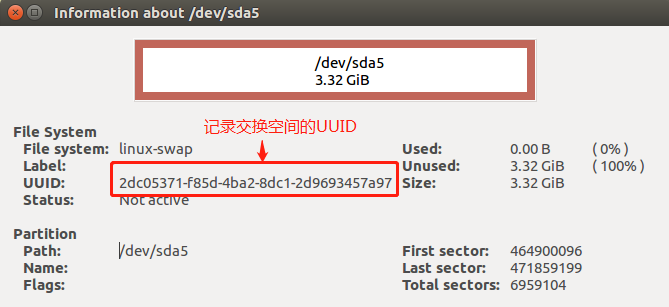 Information about /dev/sda5
/dev/sda5
3.32 GiB
记录交换空间的UUID
File System
File system: linux-swap Used: 0.00 B ( 0% )
Label: Unused: 3.32 GiB ( 100% )
UUID: 2dc05371-f85d-4ba2-8dc1-2d9693457a97 Size: 3.32 GiB
Status: Not active
Partition
Path: /dev/sda5 First sector: 464900096
Name: Last sector: 471859199
Flags: Total sectors: 6959104